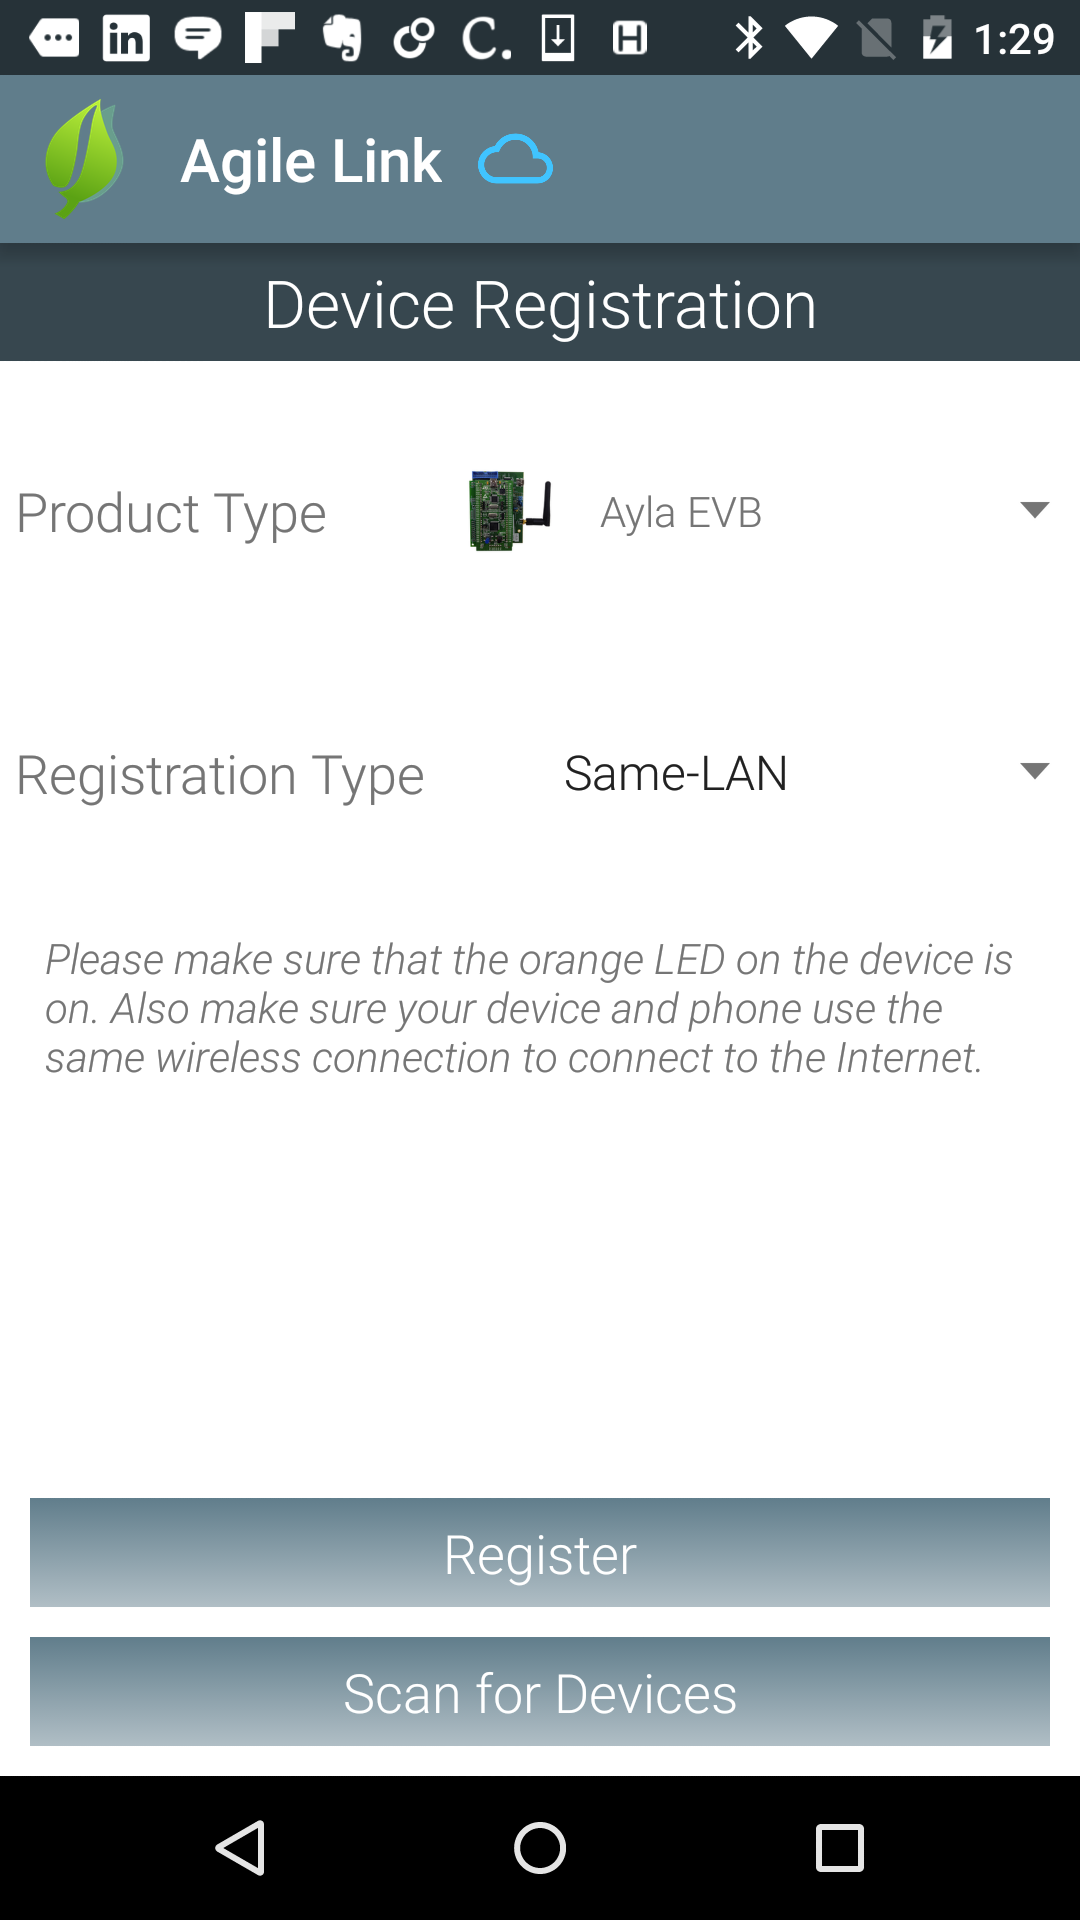 1:29
Agile Link
Device Registration
Product Type
Ayla EVB
Registration Type
Same-LAN
Please make sure that the orange LED on the device is
on. Also make sure your device and phone use the
same wireless connection to connect to the Internet.
Register
Scan for Devices